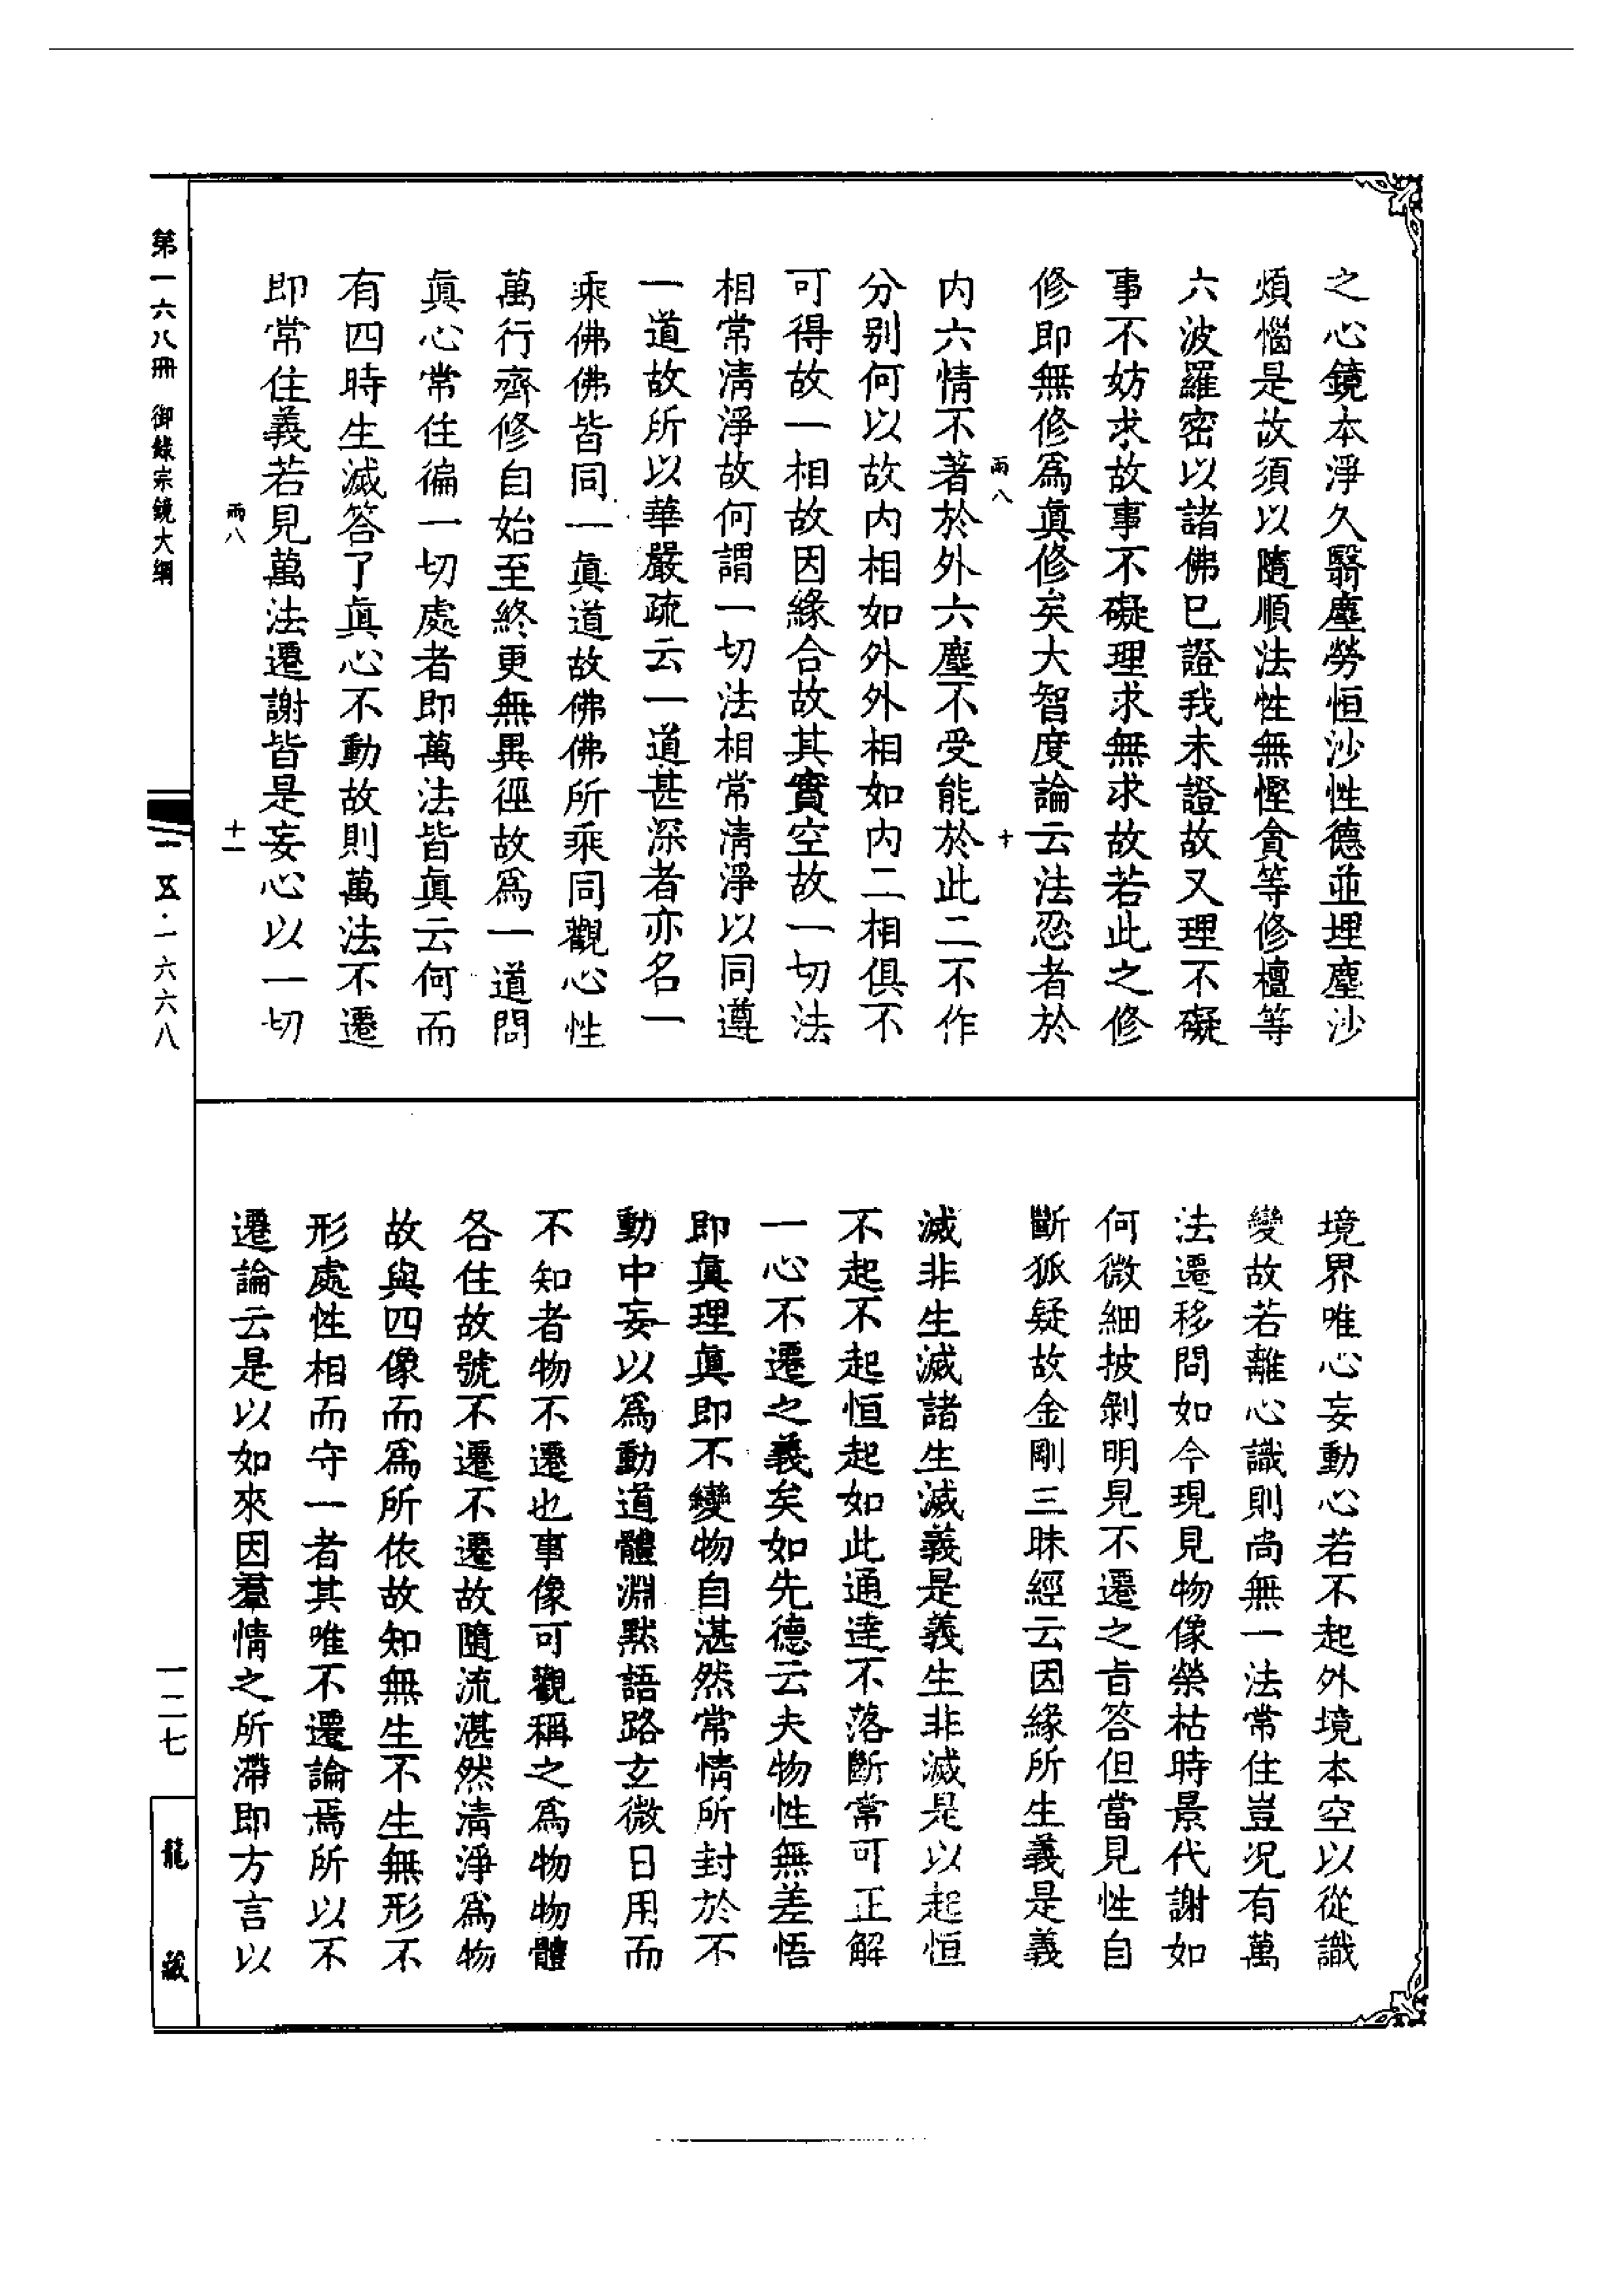 之心鏡本淨久翳塵勞恒沙性德並埋塵沙
煩惱是故須以隨順法性無慳貪等修檀等
六波羅密以諸佛已證我未證故又理不礙
事不妨求故事不礙理求無求故若此之修
修即無修爲眞修矣大智度論云法忍者於
雨八
十
內六情不著於外六塵不受能於此二不作
分别何以故內相如外外相如內二相俱不
可得故一相故因緣合故其實空故一切法
相常清淨故何謂一切法相常清淨以同遵
一道故所以華嚴疏云一道甚深者亦名一
乘佛佛皆同一眞道故佛佛所乘同觀心性
萬行齊修自始至終更無異徑故爲一道問
眞心常住徧一切處者即萬法皆眞云何而
有四時生滅答了眞心不動故則萬法不遷
即常住義若見萬法遷謝皆是妄心以一切
雨八
十一
境界唯心妄動心若不起外境本空以從識
變故若離心識則尚無一法常住豈況有萬
法遷移問如今現見物像榮枯時景代謝如
何微細披剝明見不遷之旨答但當見性自
斷狐疑故金剛三昧經云因緣所生義是義
滅非生滅諸生滅義是義生非滅是以起恒
不起不起恒起如此通達不落斷常可正解
一心不遷之義矣如先德云夫物性無差悟
即眞理眞即不變物自湛然常情所封於不
動中妄以爲動道體淵默語路玄微日用而
不知者物不遷也事像可觀稱之爲物物體
各住故號不遷不遷故隨流湛然清淨爲物
故與四像而爲所依故知無生不生無形不
形處性相而守一者其唯不遷論焉所以不
遷論云是以如來因羣情之所滯即方言以
第一六八冊 御錄宗鏡大綱
一五·一六六八
一二七
龍藏